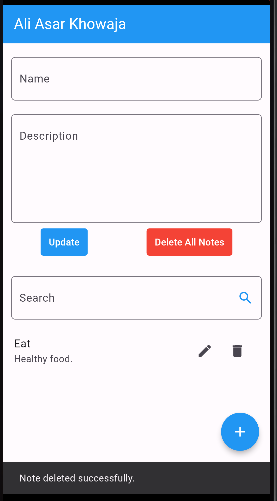 Ali Asar Khowaja
Name
Description
Update
Delete All Notes
Search
Eat
Healthy food.
Note deleted successfully.